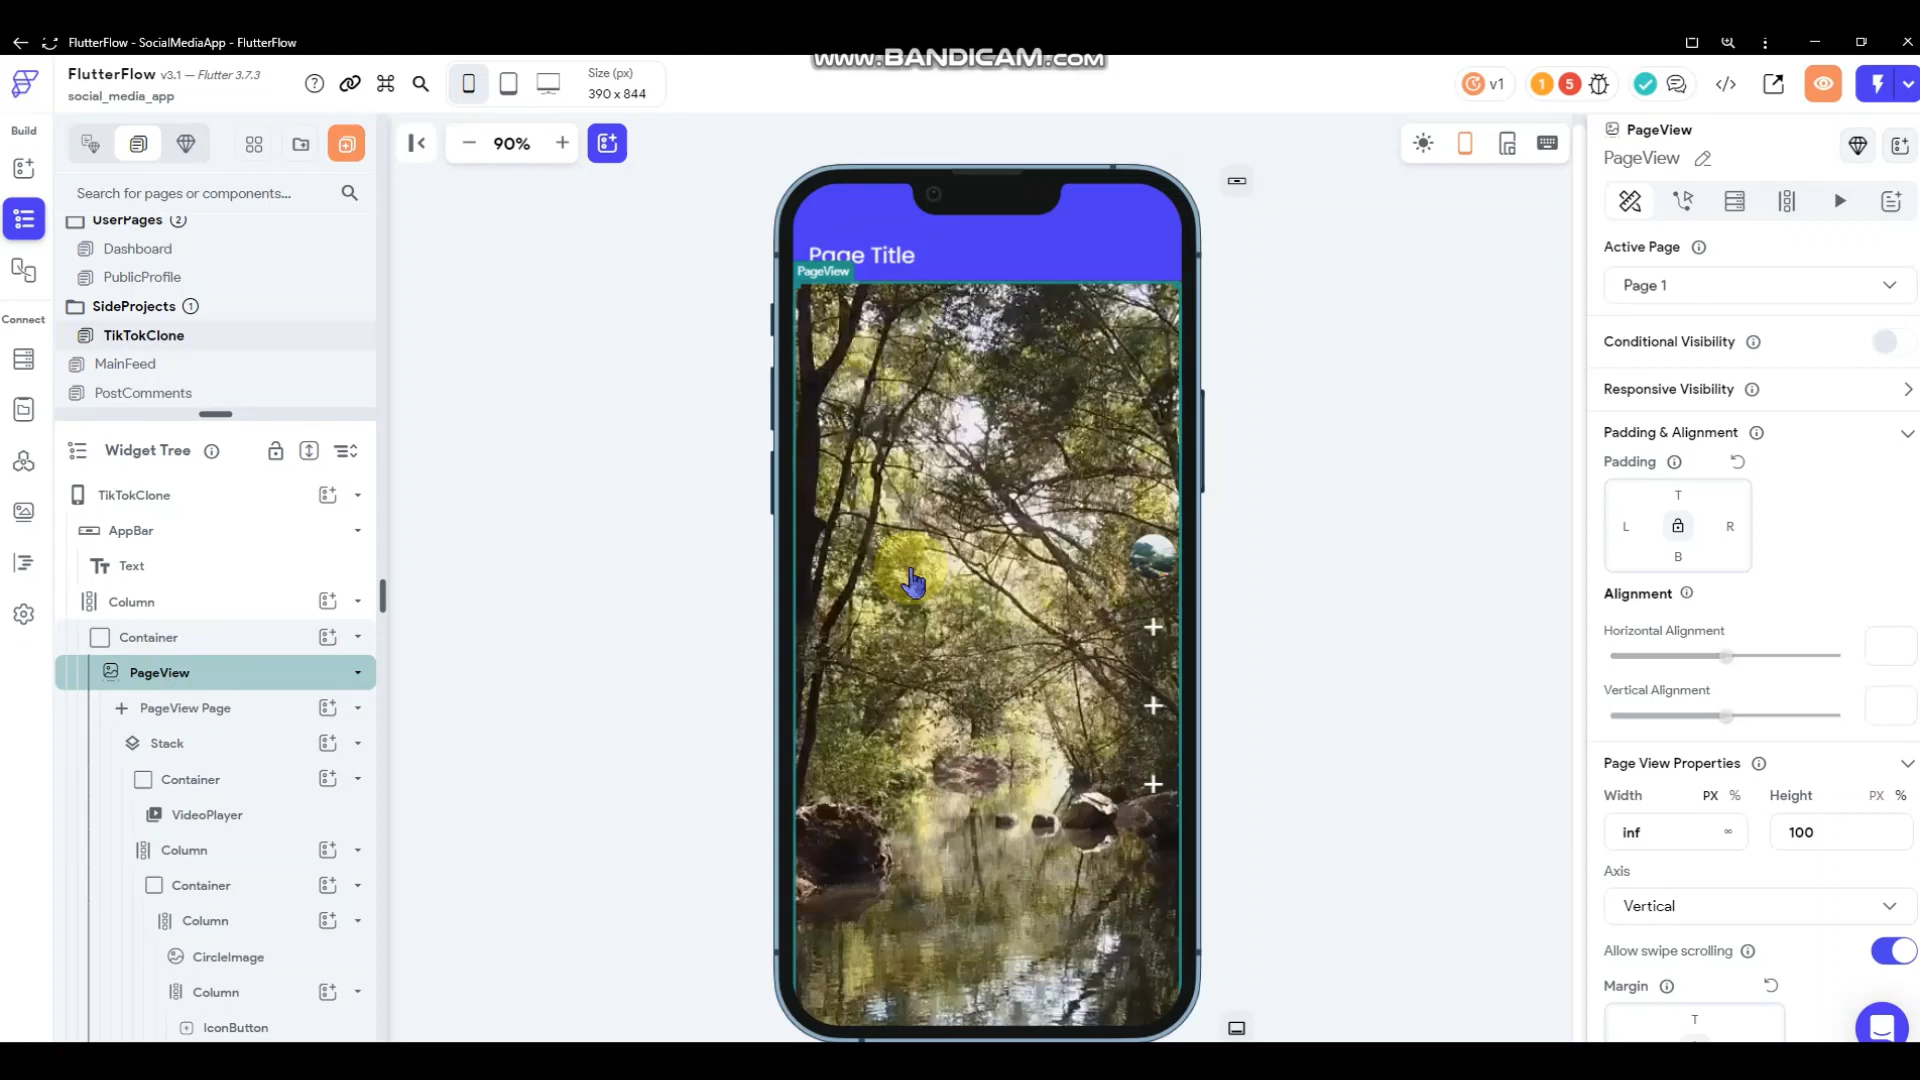 FlutterFlow - SocialMediaApp - FlutterFlow
www.BANDICAM.com
FlutterFlow v3.1 - Flutter 3.7.3
social_media_app
Size (px)
390 x 844
v1
1
5
Build
90%
Search for pages or components...
UserPages (2)
Dashboard
PublicProfile
SideProjects 1
Connect
TikTokClone
MainFeed
PostComments
Widget Tree
TikTokClone
AppBar
Text
Column
Container
PageView
PageView Page
Stack
Container
VideoPlayer
Column
Container
Column
CircleImage
Column
IconButton
Page Title
PageView
PageView
PageView
Active Page
Page 1
Conditional Visibility
Responsive Visibility
Padding & Alignment
Padding
T
L R
B
Alignment
Horizontal Alignment
Vertical Alignment
Page View Properties
Width PX % Height PX %
inf ∞ 100
Axis
Vertical
Allow swipe scrolling
Margin
T